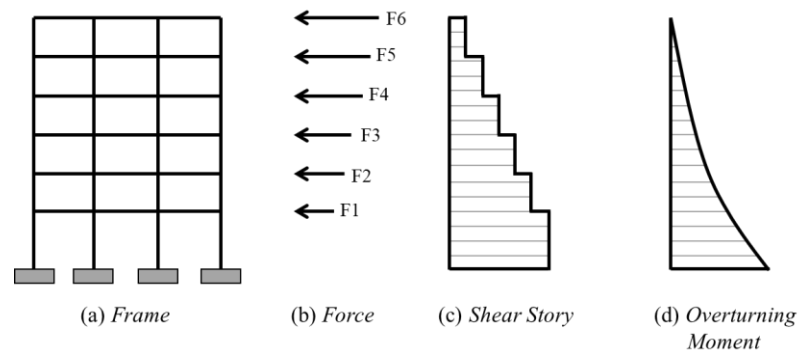 F6
F5
F4
F3
F2
F1
(a) Frame
(b) Force
(c) Shear Story
(d) Overturning
Moment